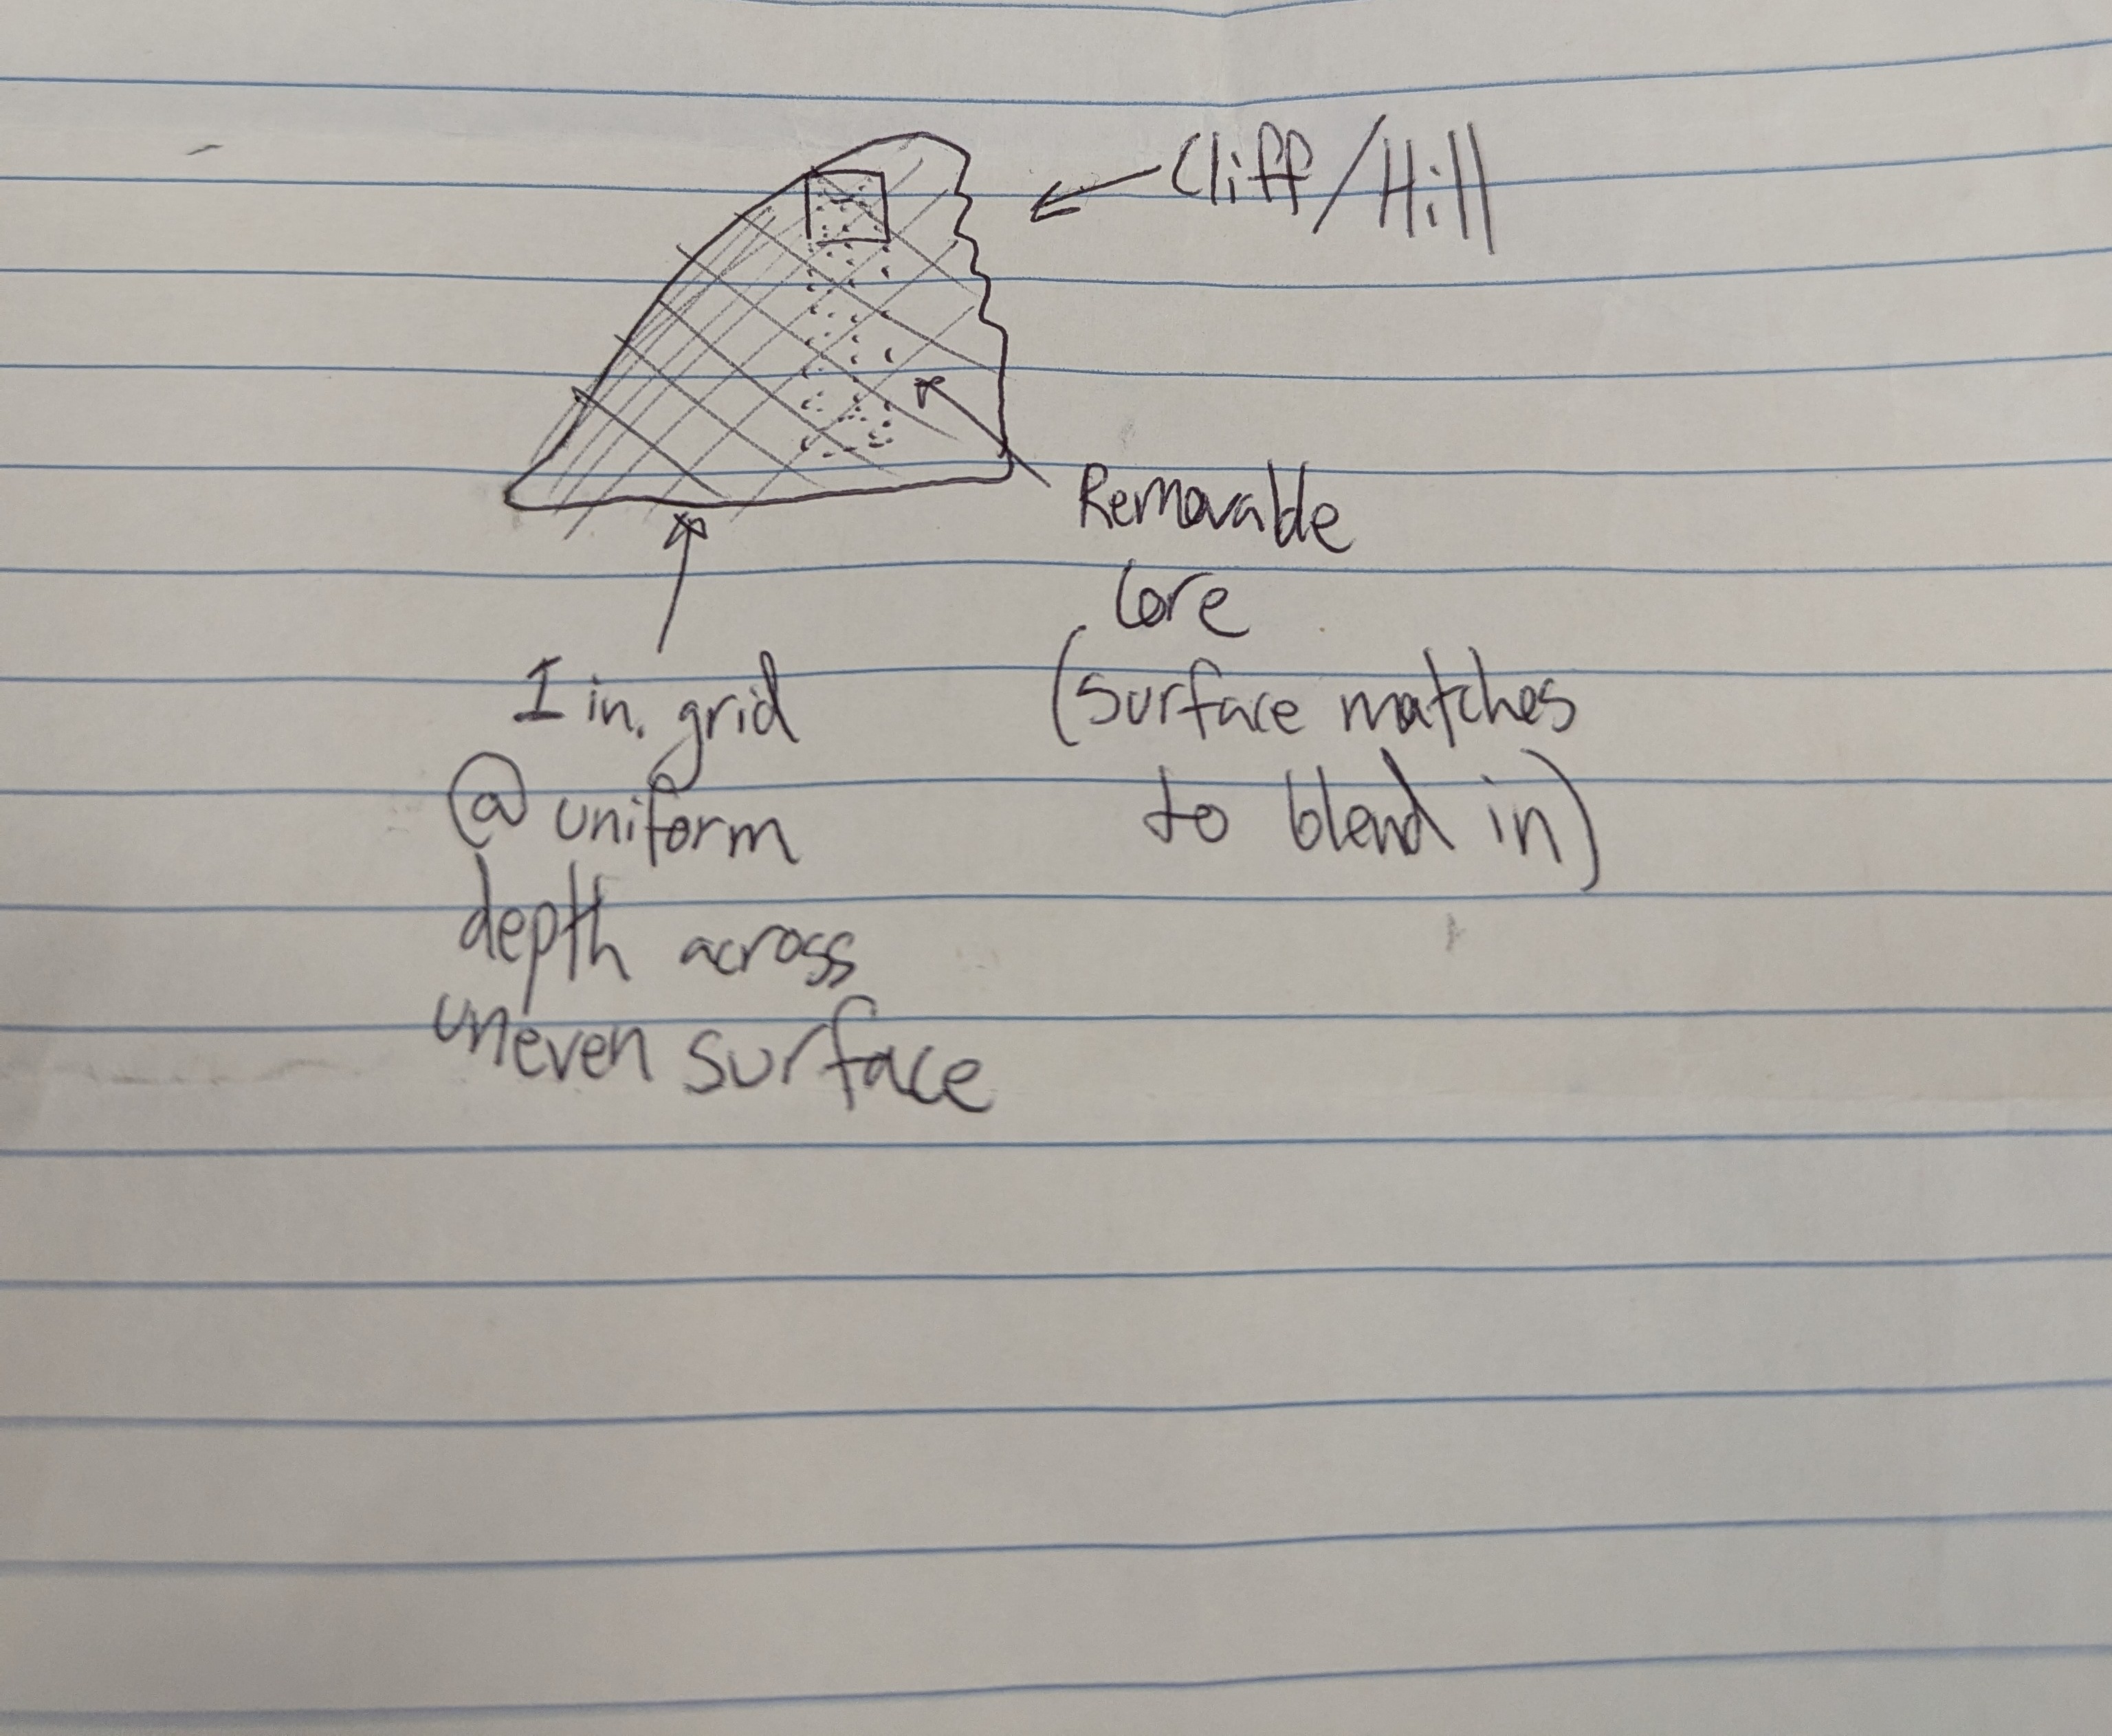 Cliff/Hill
Removable
Core
(surface matches
to blend in)
1 in. grid
@ uniform
depth across
uneven surface